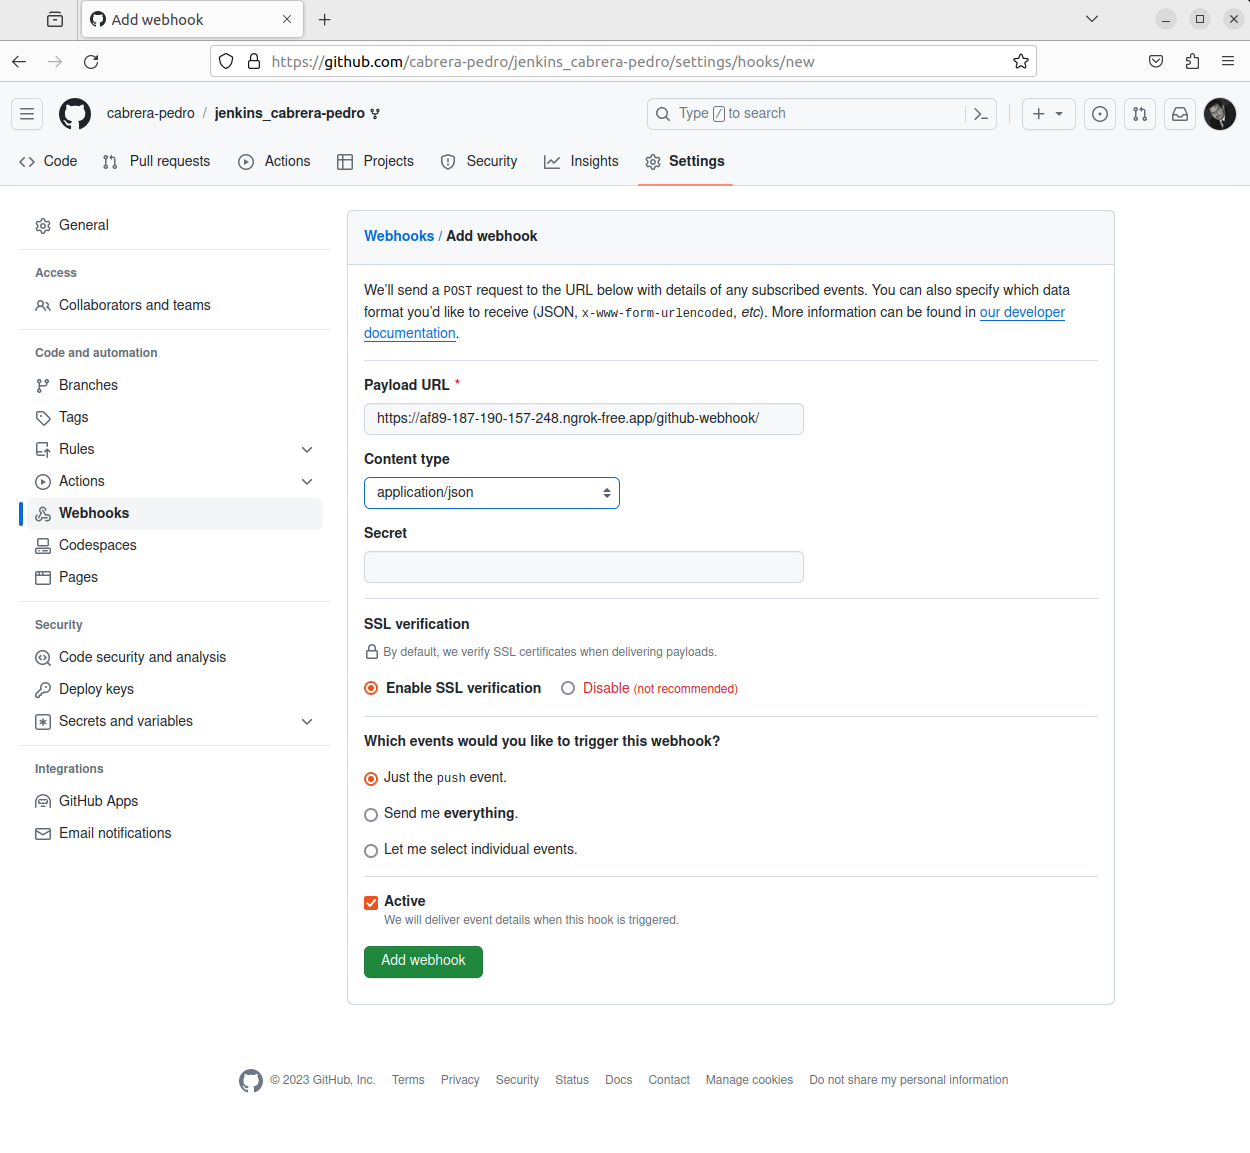 Add webhook
https://github.com/cabrera-pedro/jenkins_cabrera-pedro/settings/hooks/new
cabrera-pedro / jenkins_cabrera-pedro
Type / to search
Code Pull requests Actions Projects Security Insights Settings
General
Access
Collaborators and teams
Code and automation
Branches
Tags
Rules
Actions
Webhooks
Codespaces
Pages
Security
Code security and analysis
Deploy keys
Secrets and variables
Integrations
GitHub Apps
Email notifications
Webhooks / Add webhook
We'll send a POST request to the URL below with details of any subscribed events. You can also specify which data
format you'd like to receive (JSON, x-www-form-urlencoded, etc). More information can be found in our developer
documentation.
Payload URL *
https://af89-187-190-157-248.ngrok-free.app/github-webhook/
Content type
application/json
Secret
SSL verification
By default, we verify SSL certificates when delivering payloads.
Enable SSL verification Disable (not recommended)
Which events would you like to trigger this webhook?
Just the push event.
Send me everything.
Let me select individual events.
Active
We will deliver event details when this hook is triggered.
Add webhook
© 2023 GitHub, Inc. Terms Privacy Security Status Docs Contact Manage cookies Do not share my personal information